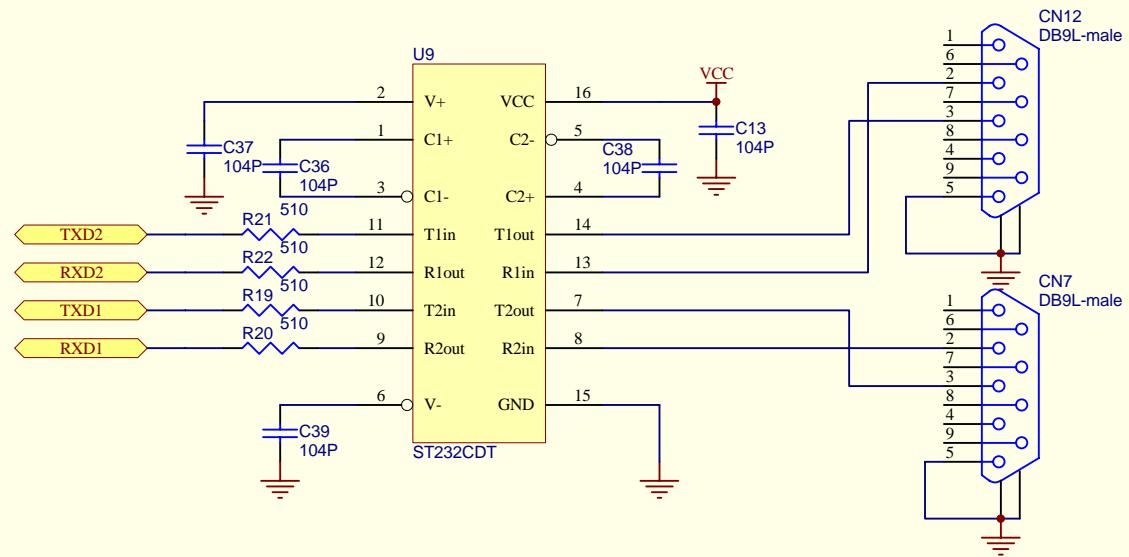 CN12
DB9L-male
1
6
2
7
3
8
4
9
5
U9
VCC
2 V+ VCC 16
1 C1+ C2- 5
C13
104P
C37
104P
C36
104P
C38
104P
3 C1- C2+ 4
510
TXD2 R21 11 T1in T1out 14
510
RXD2 R22 12 R1out R1in 13
510
TXD1 R19 10 T2in T2out 7
510
RXD1 R20 9 R2out R2in 8
6 V- GND 15
C39
104P
ST232CDT
CN7
DB9L-male
1
6
2
7
3
8
4
9
5